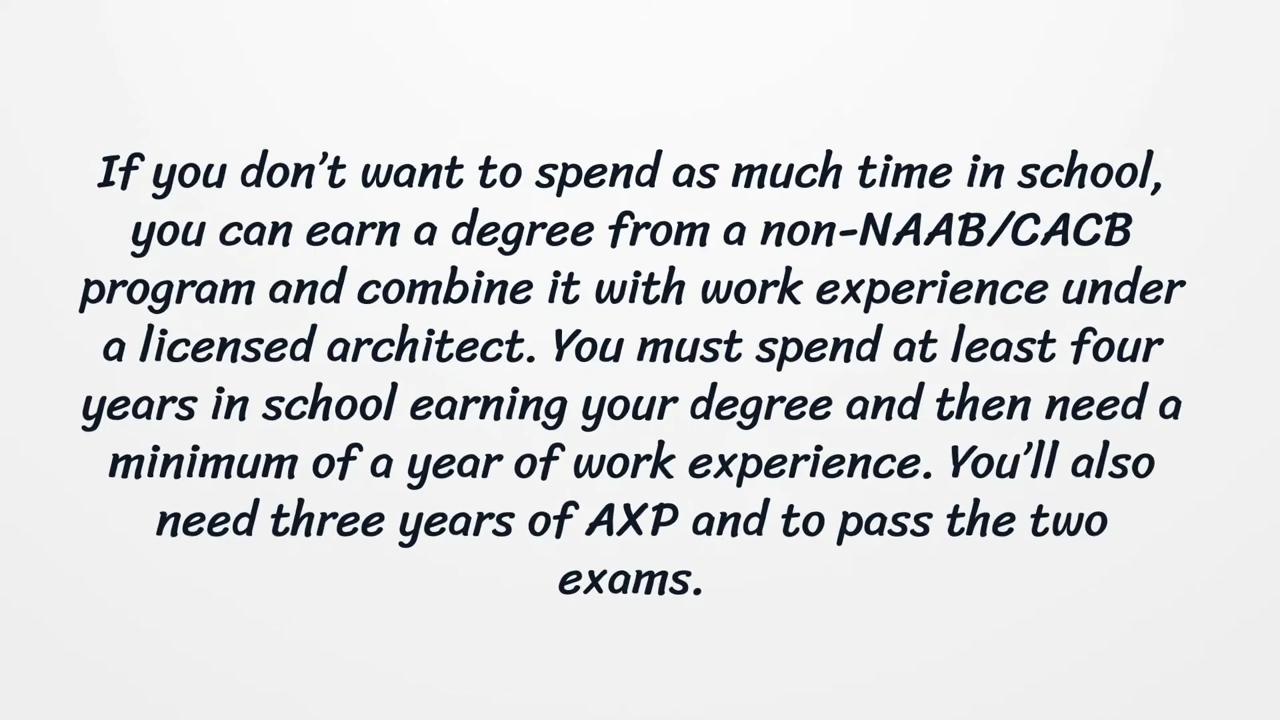 If you don’t want to spend as much time in school,
you can earn a degree from a non-NAAB/CACB
program and combine it with work experience under
a licensed architect. You must spend at least four
years in school earning your degree and then need a
minimum of a year of work experience. You’ll also
need three years of AXP and to pass the two
exams.